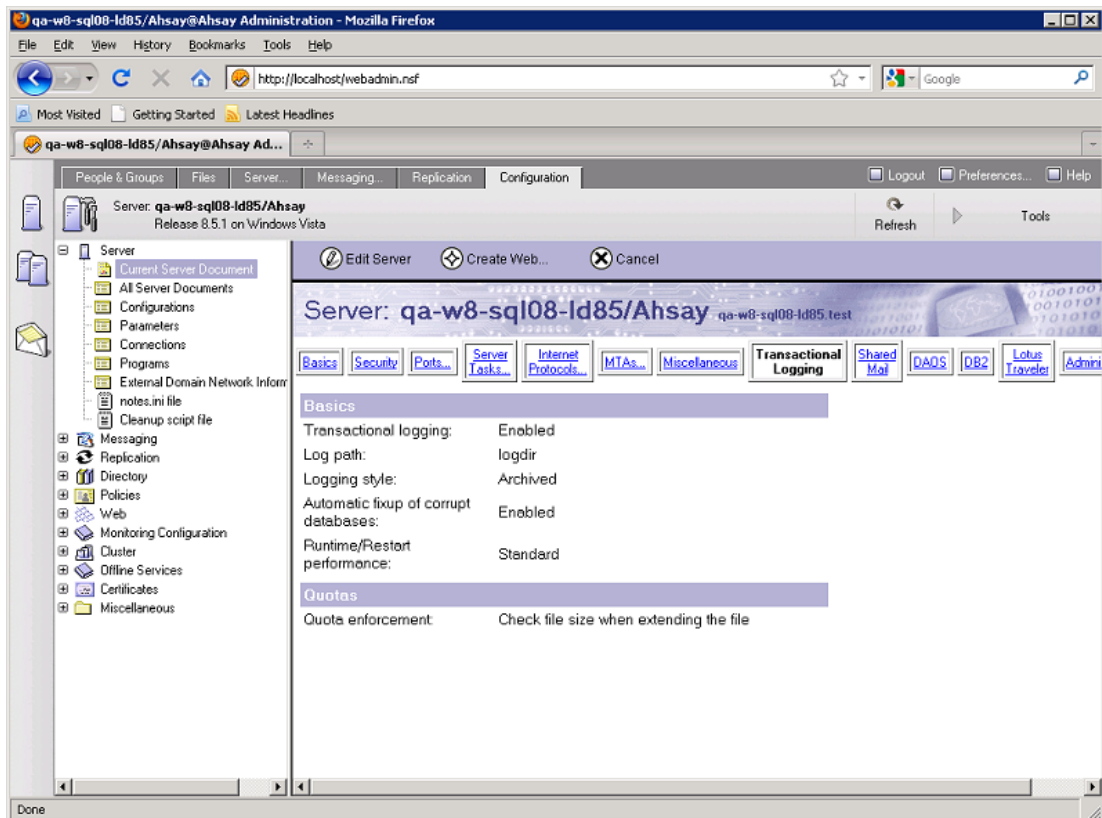 qa-w8-sql08-ld85/Ahsay@Ahsay Administration - Mozilla Firefox
File Edit View History Bookmarks Tools Help
http://localhost/webadmin.nsf
Google
Most Visited Getting Started Latest Headlines
qa-w8-sql08-ld85/Ahsay@Ahsay Ad...
People & Groups Files Server... Messaging... Replication Configuration Logout Preferences... Help
Server: qa-w8-sql08-ld85/Ahsay
Release 8.5.1 on Windows Vista
Refresh
Tools
Server
Current Server Document
All Server Documents
Configurations
Parameters
Connections
Programs
External Domain Network Inform
notes.ini file
Cleanup script file
Messaging
Replication
Directory
Policies
Web
Monitoring Configuration
Cluster
Offline Services
Certificates
Miscellaneous
Edit Server Create Web... Cancel
Server: qa-w8-sql08-ld85/Ahsay qa-w8-sql08-ld85.test
Basics Security Ports... Server Tasks... Internet Protocols... MTAs... Miscellaneous Transactional Logging Shared Mail DAOS DB2 Lotus Traveler Admini
Basics
Transactional logging: Enabled
Log path: logdir
Logging style: Archived
Automatic fixup of corrupt
databases: Enabled
Runtime/Restart
performance: Standard
Quotas
Quota enforcement: Check file size when extending the file
Done